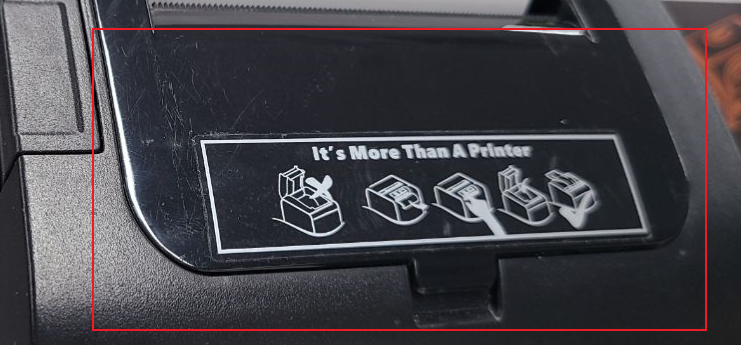 It's More Than A Printer